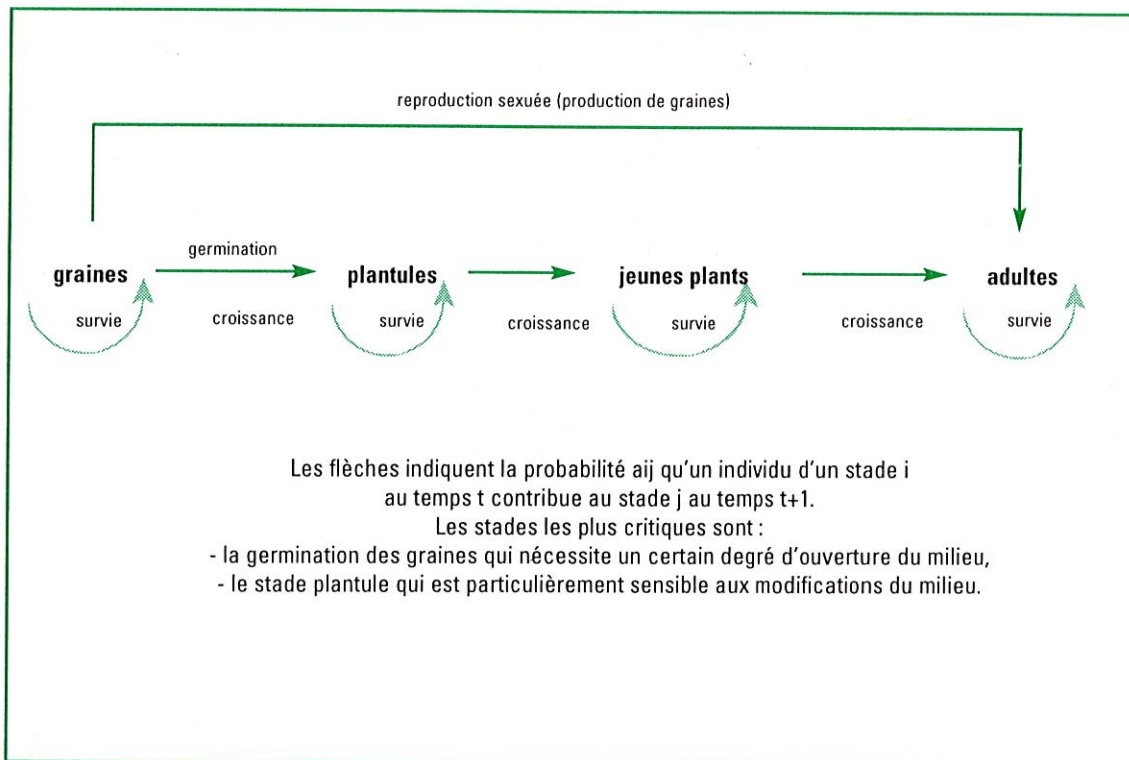 reproduction sexuée (production de graines)
germination
graines
plantules
jeunes plants
adultes
survie
croissance
survie
croissance
survie
croissance
survie
Les flèches indiquent la probabilité aij qu'un individu d'un stade i
au temps t contribue au stade j au temps t+1.
Les stades les plus critiques sont :
- la germination des graines qui nécessite un certain degré d'ouverture du milieu,
- le stade plantule qui est particulièrement sensible aux modifications du milieu.